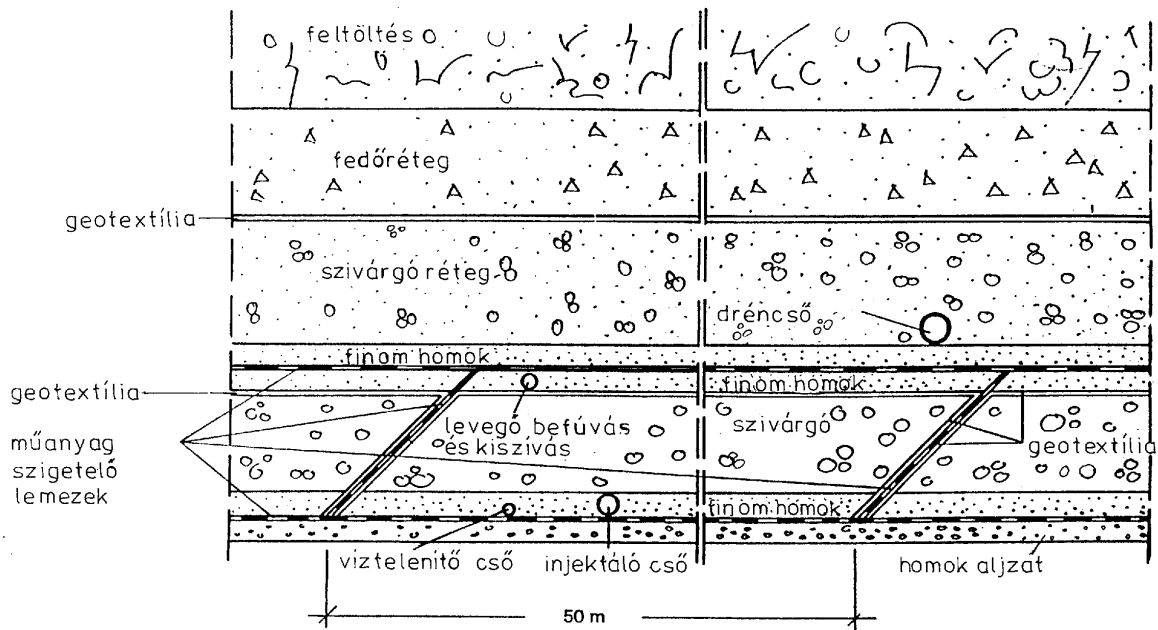 feltöltés
fedőréteg
geotextília
szivárgó réteg
dréncső
finom homok
geotextília
finom homok
műanyag
szigetelő
lemezek
levegő befúvás
és kiszívás
szivárgó
geotextília
finom homok
víztelenítő cső
injektáló cső
homok aljzat
50 m